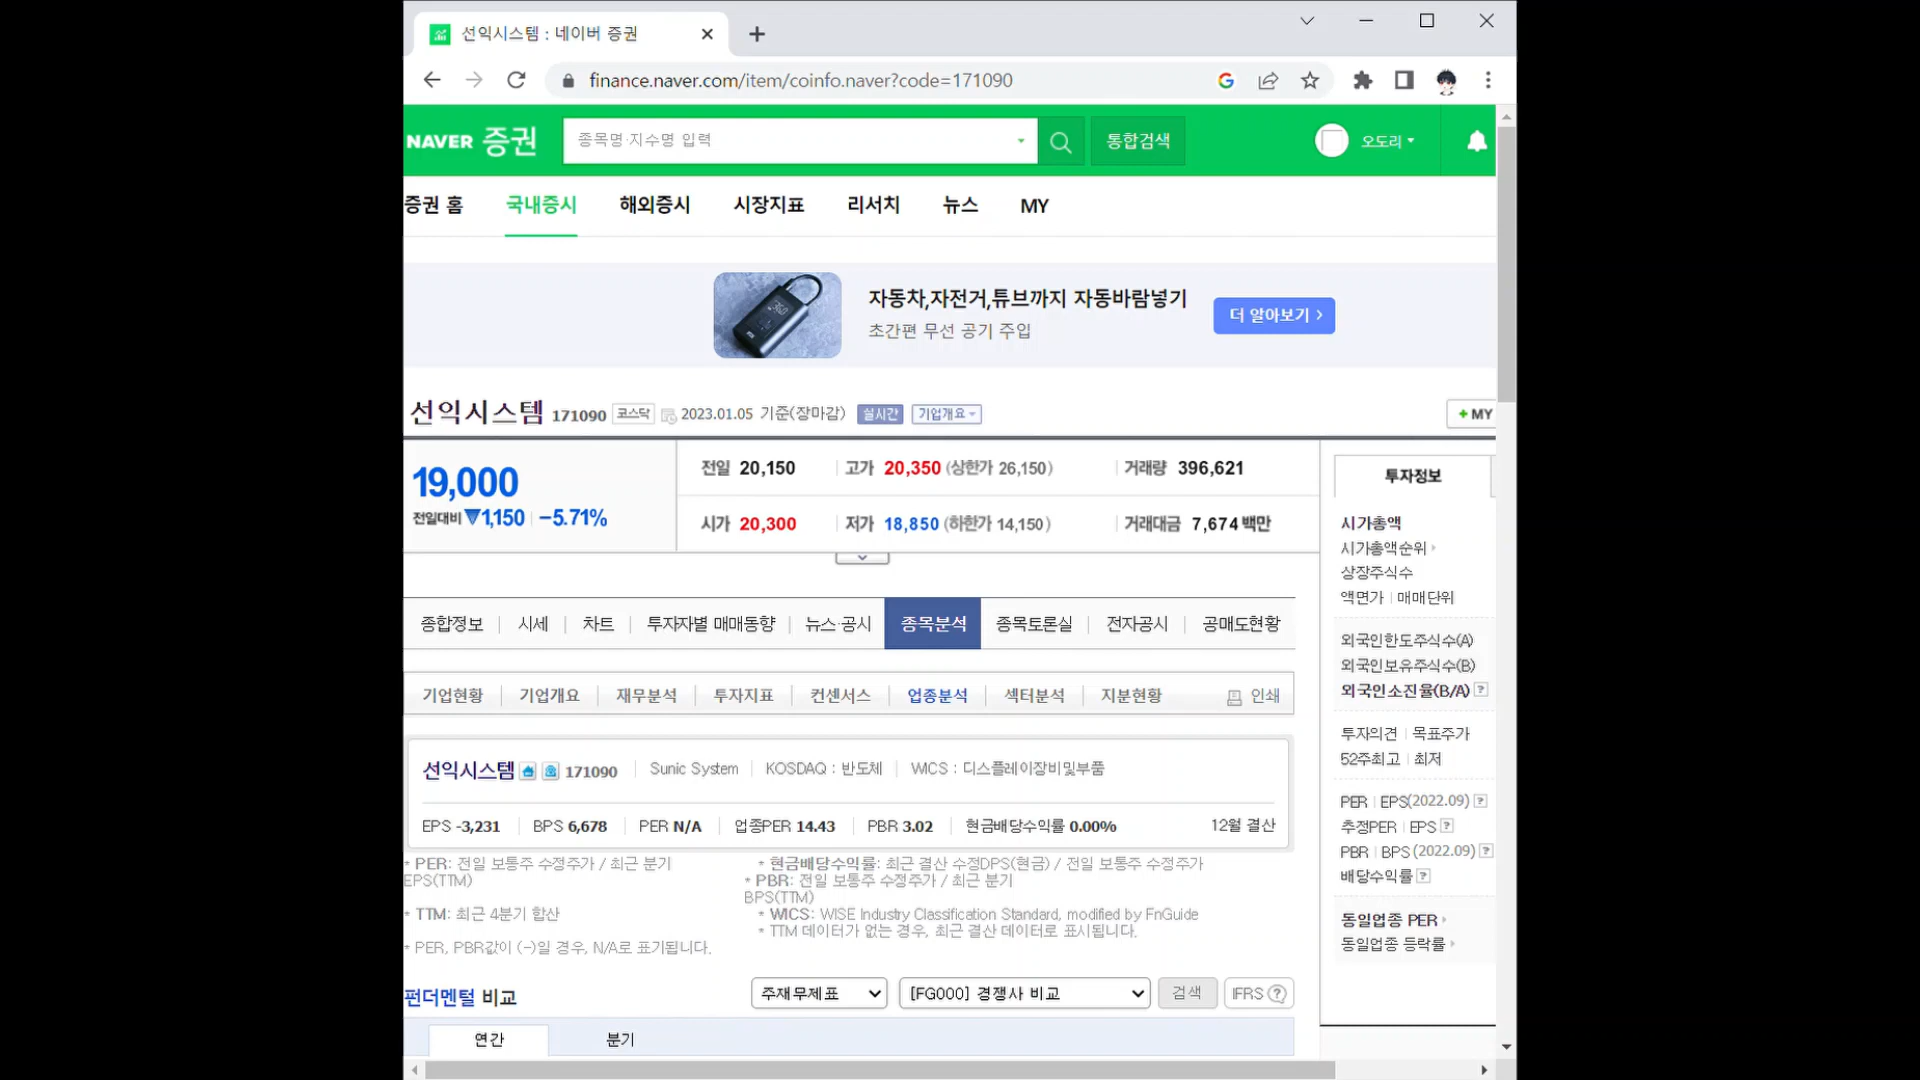 선익시스템 : 네이버 증권
finance.naver.com/item/coinfo.naver?code=171090
NAVER 증권
종목명·지수명 입력
통합검색
오도리
증권 홈 국내증시 해외증시 시장지표 리서치 뉴스 MY
자동차,자전거,튜브까지 자동바람넣기
초간편 무선 공기 주입
더 알아보기 >
선익시스템 171090 코스닥 2023.01.05 기준(장마감) 실시간 기업개요
+ MY
19,000
전일대비 ▼1,150 | -5.71%
전일 20,150 | 고가 20,350 (상한가 26,150) | 거래량 396,621
시가 20,300 | 저가 18,850 (하한가 14,150) | 거래대금 7,674 백만
투자정보
시가총액
시가총액순위
상장주식수
액면가 | 매매단위
외국인한도주식수(A)
외국인보유주식수(B)
외국인소진율(B/A) ?
투자의견 | 목표주가
52주최고 | 최저
PER | EPS(2022.09) ?
추정PER | EPS ?
PBR | BPS (2022.09) ?
배당수익률 ?
동일업종 PER
동일업종 등락률
종합정보 | 시세 | 차트 | 투자자별 매매동향 | 뉴스·공시 종목분석 종목토론실 | 전자공시 | 공매도현황
기업현황 | 기업개요 | 재무분석 | 투자지표 | 컨센서스 | 업종분석 | 섹터분석 | 지분현황 인쇄
선익시스템 171090 | Sunic System | KOSDAQ : 반도체 | WICS : 디스플레이장비및부품
EPS -3,231 | BPS 6,678 | PER N/A | 업종PER 14.43 | PBR 3.02 | 현금배당수익률 0.00% 12월 결산
* PER: 전일 보통주 수정주가 / 최근 분기
EPS(TTM)
* TTM: 최근 4분기 합산
* PER, PBR값이 (-)일 경우, N/A로 표기됩니다.
* 현금배당수익률: 최근 결산 수정DPS(현금) / 전일 보통주 수정주가
* PBR: 전일 보통주 수정주가 / 최근 분기
BPS(TTM)
* WICS: WISE Industry Classification Standard, modified by FnGuide
* TTM 데이터가 없는 경우, 최근 결산 데이터로 표시됩니다.
펀더멘털 비교
주재무제표 [FG000] 경쟁사 비교 검색 IFRS ?
연간 분기